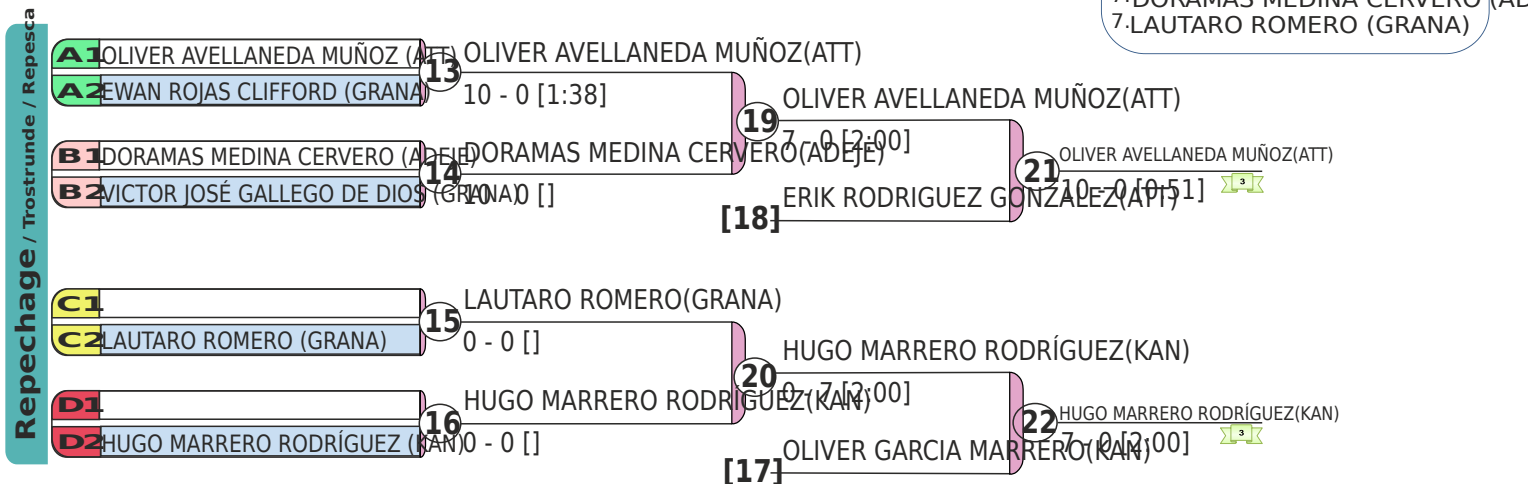 7.DORAMAS MEDINA CERVERO (AD
7.LAUTARO ROMERO (GRANA)
Repechage / Trostrunde / Repesca
A1 OLIVER AVELLANEDA MUÑOZ (ATT)
A2 EWAN ROJAS CLIFFORD (GRANA)
13
OLIVER AVELLANEDA MUÑOZ(ATT)
10 - 0 [1:38]
B1 DORAMAS MEDINA CERVERO (ADEJE)
B2 VICTOR JOSÉ GALLEGO DE DIOS (GRANA)
14
DORAMAS MEDINA CERVERO(ADEJE)
10 - 0 []
19
OLIVER AVELLANEDA MUÑOZ(ATT)
7 - 0 [2:00]
[18]
ERIK RODRIGUEZ GONZALEZ(ATT)
21
OLIVER AVELLANEDA MUÑOZ(ATT)
10 - 0 [0:51]
3
C1
C2 LAUTARO ROMERO (GRANA)
15
LAUTARO ROMERO(GRANA)
0 - 0 []
D1
D2 HUGO MARRERO RODRÍGUEZ (KAN)
16
HUGO MARRERO RODRÍGUEZ(KAN)
0 - 0 []
20
HUGO MARRERO RODRÍGUEZ(KAN)
0 - 7 [2:00]
[17]
OLIVER GARCIA MARRERO(KAN)
22
HUGO MARRERO RODRÍGUEZ(KAN)
7 - 0 [2:00]
3